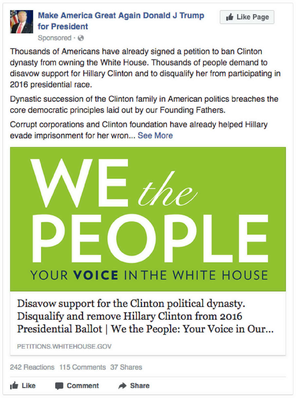 Make America Great Again Donald J Trump
for President
Sponsored ·
Like Page
Thousands of Americans have already signed a petition to ban Clinton
dynasty from owning the White House. Thousands of people demand to
disavow support for Hillary Clinton and to disqualify her from participating in
2016 presidential race.
Dynastic succession of the Clinton family in American politics breaches the
core democratic principles laid out by our Founding Fathers.
Corrupt corporations and Clinton foundation have already helped Hillary
evade imprisonment for her wron... See More
WE the
PEOPLE
YOUR VOICE IN THE WHITE HOUSE
Disavow support for the Clinton political dynasty.
Disqualify and remove Hillary Clinton from 2016
Presidential Ballot | We the People: Your Voice in Our...
PETITIONS.WHITEHOUSE.GOV
242 Reactions 115 Comments 37 Shares
Like Comment Share